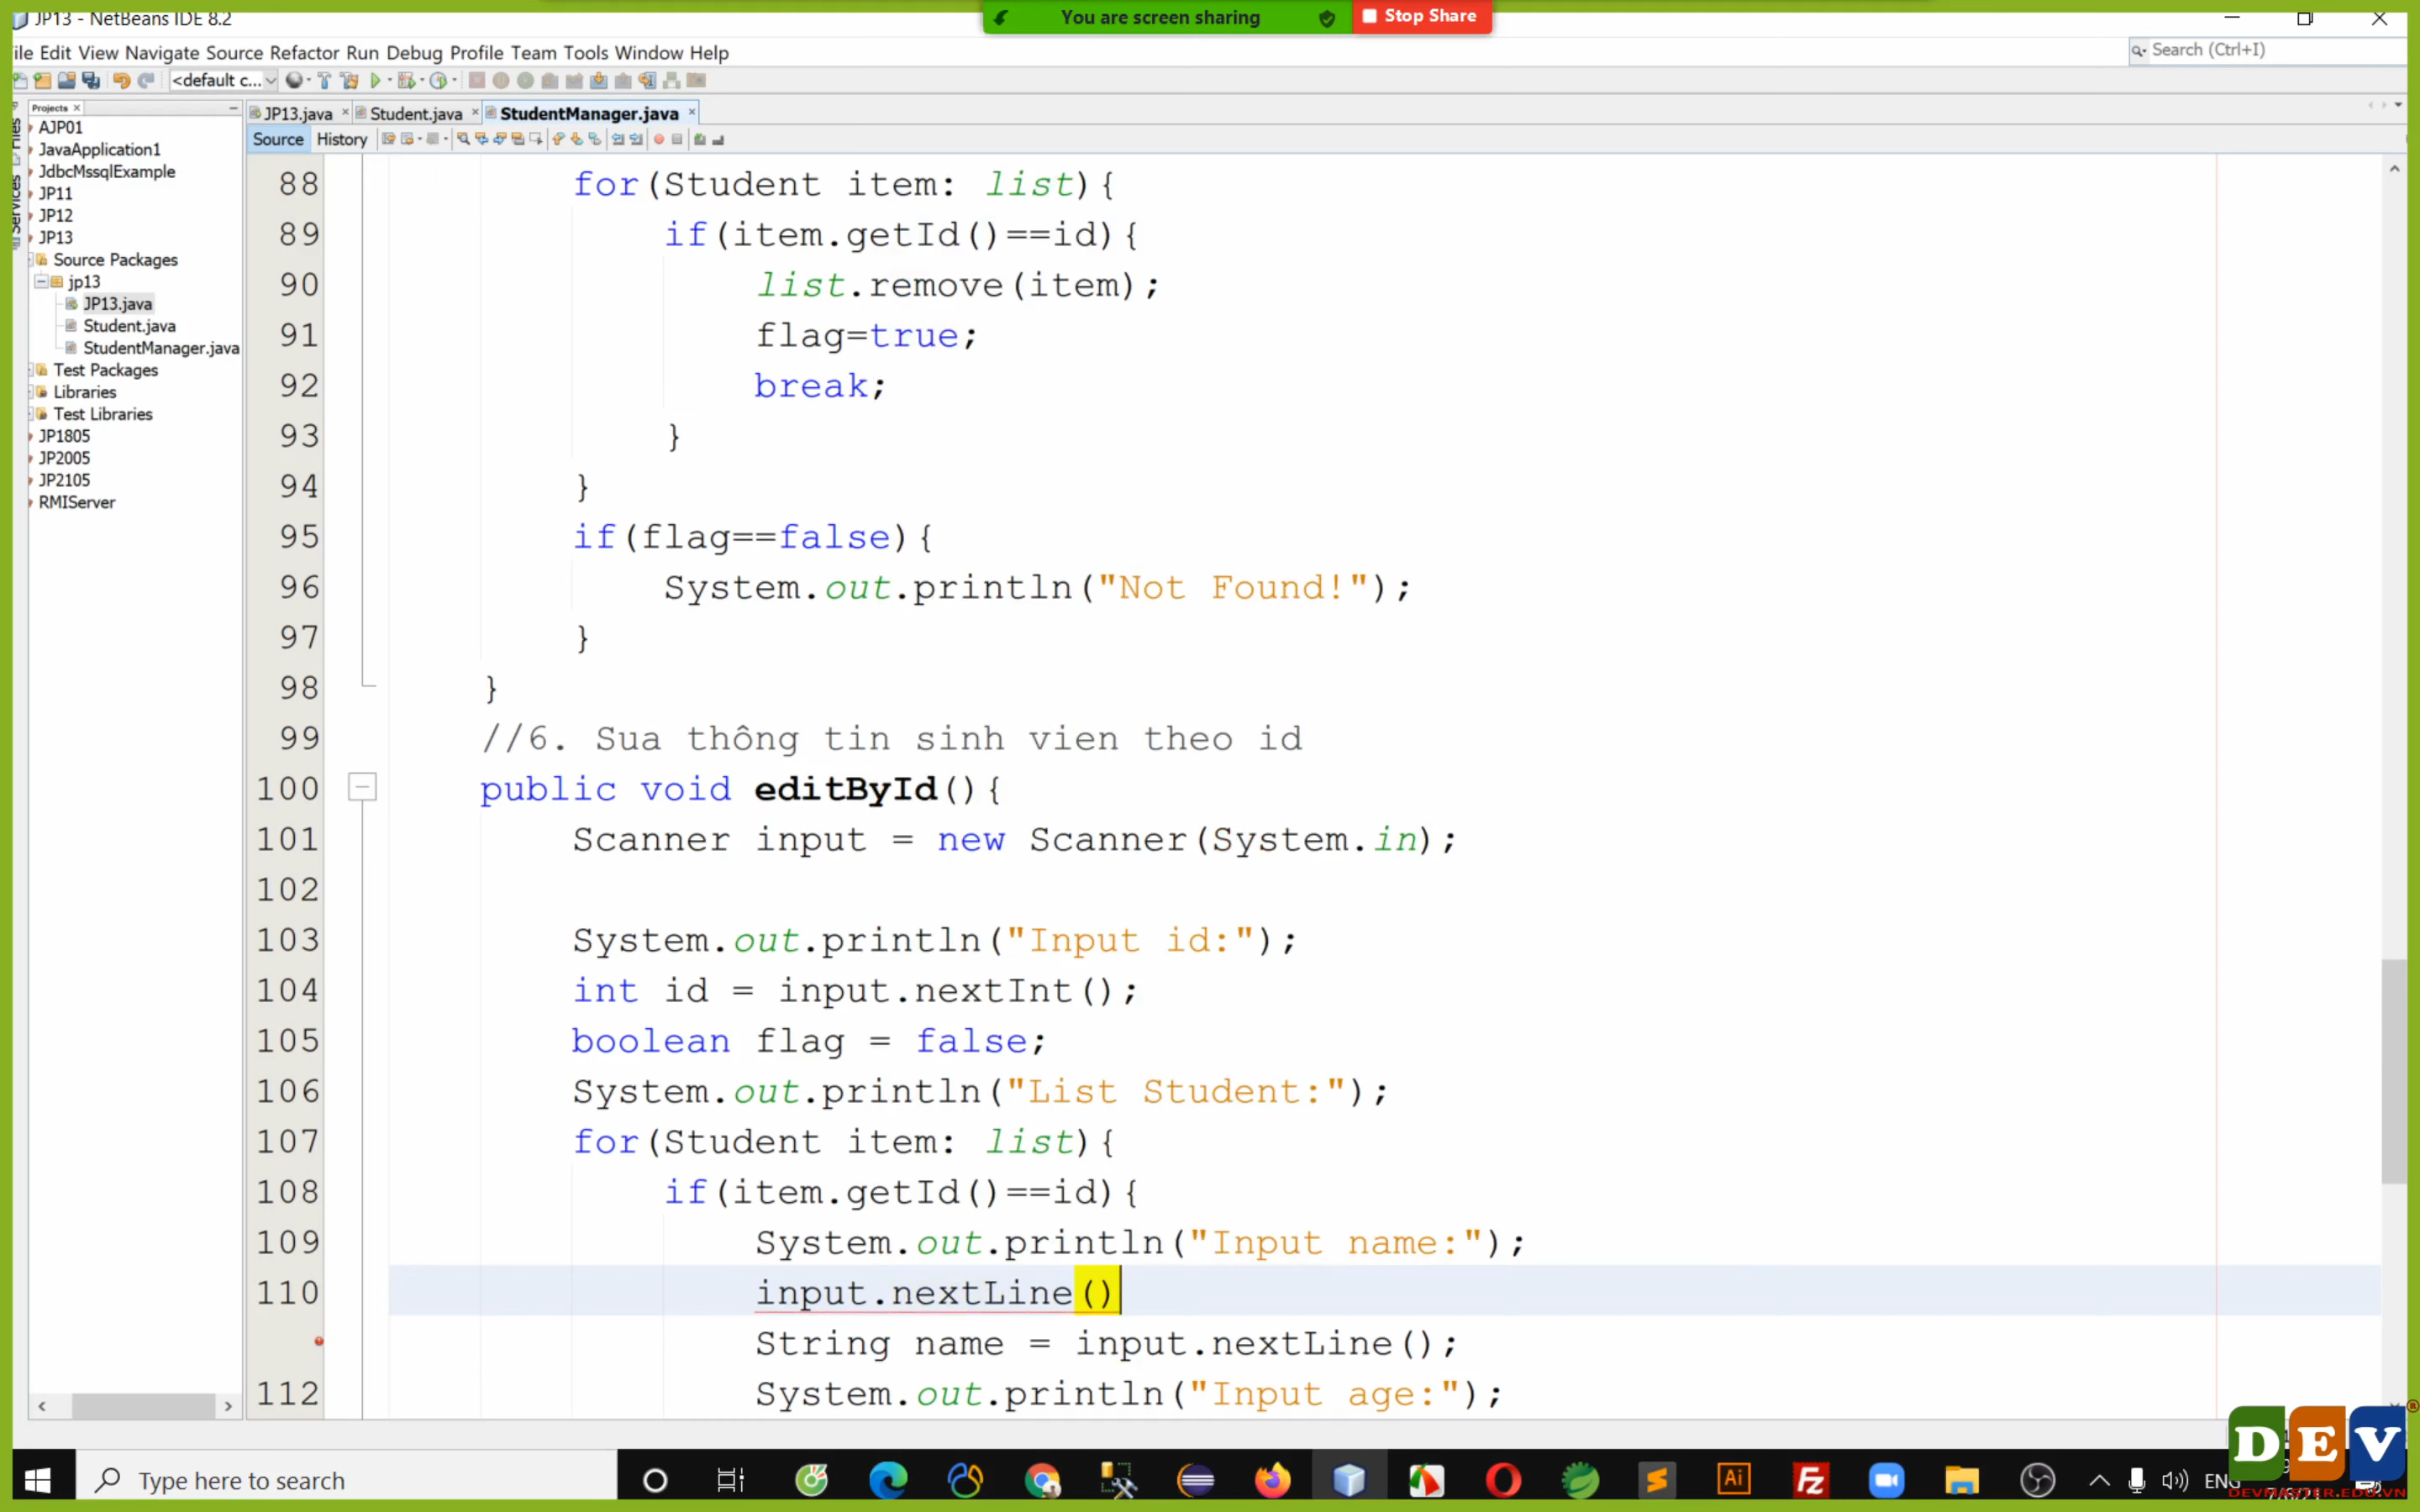 JP13 - NetBeans IDE 8.2
You are screen sharing
Stop Share
ile Edit View Navigate Source Refactor Run Debug Profile Team Tools Window Help
Search (Ctrl+I)
<default c...
Projects
JP13.java
Student.java
StudentManager.java
Files
Services
Source
History
AJP01
JavaApplication1
JdbcMssqlExample
JP11
JP12
JP13
Source Packages
jp13
JP13.java
Student.java
StudentManager.java
Test Packages
Libraries
Test Libraries
JP1805
JP2005
JP2105
RMIServer
88 for(Student item: list){
89 if(item.getId()==id){
90 list.remove(item);
91 flag=true;
92 break;
93 }
94 }
95 if(flag==false){
96 System.out.println("Not Found!");
97 }
98 }
99 //6. Sua thông tin sinh vien theo id
100 public void editById(){
101 Scanner input = new Scanner(System.in);
102
103 System.out.println("Input id:");
104 int id = input.nextInt();
105 boolean flag = false;
106 System.out.println("List Student:");
107 for(Student item: list){
108 if(item.getId()==id){
109 System.out.println("Input name:");
110 input.nextLine()
String name = input.nextLine();
112 System.out.println("Input age:");
Type here to search
Ai
Fz
ENG
DEV
DEVMASTER.EDU.VN